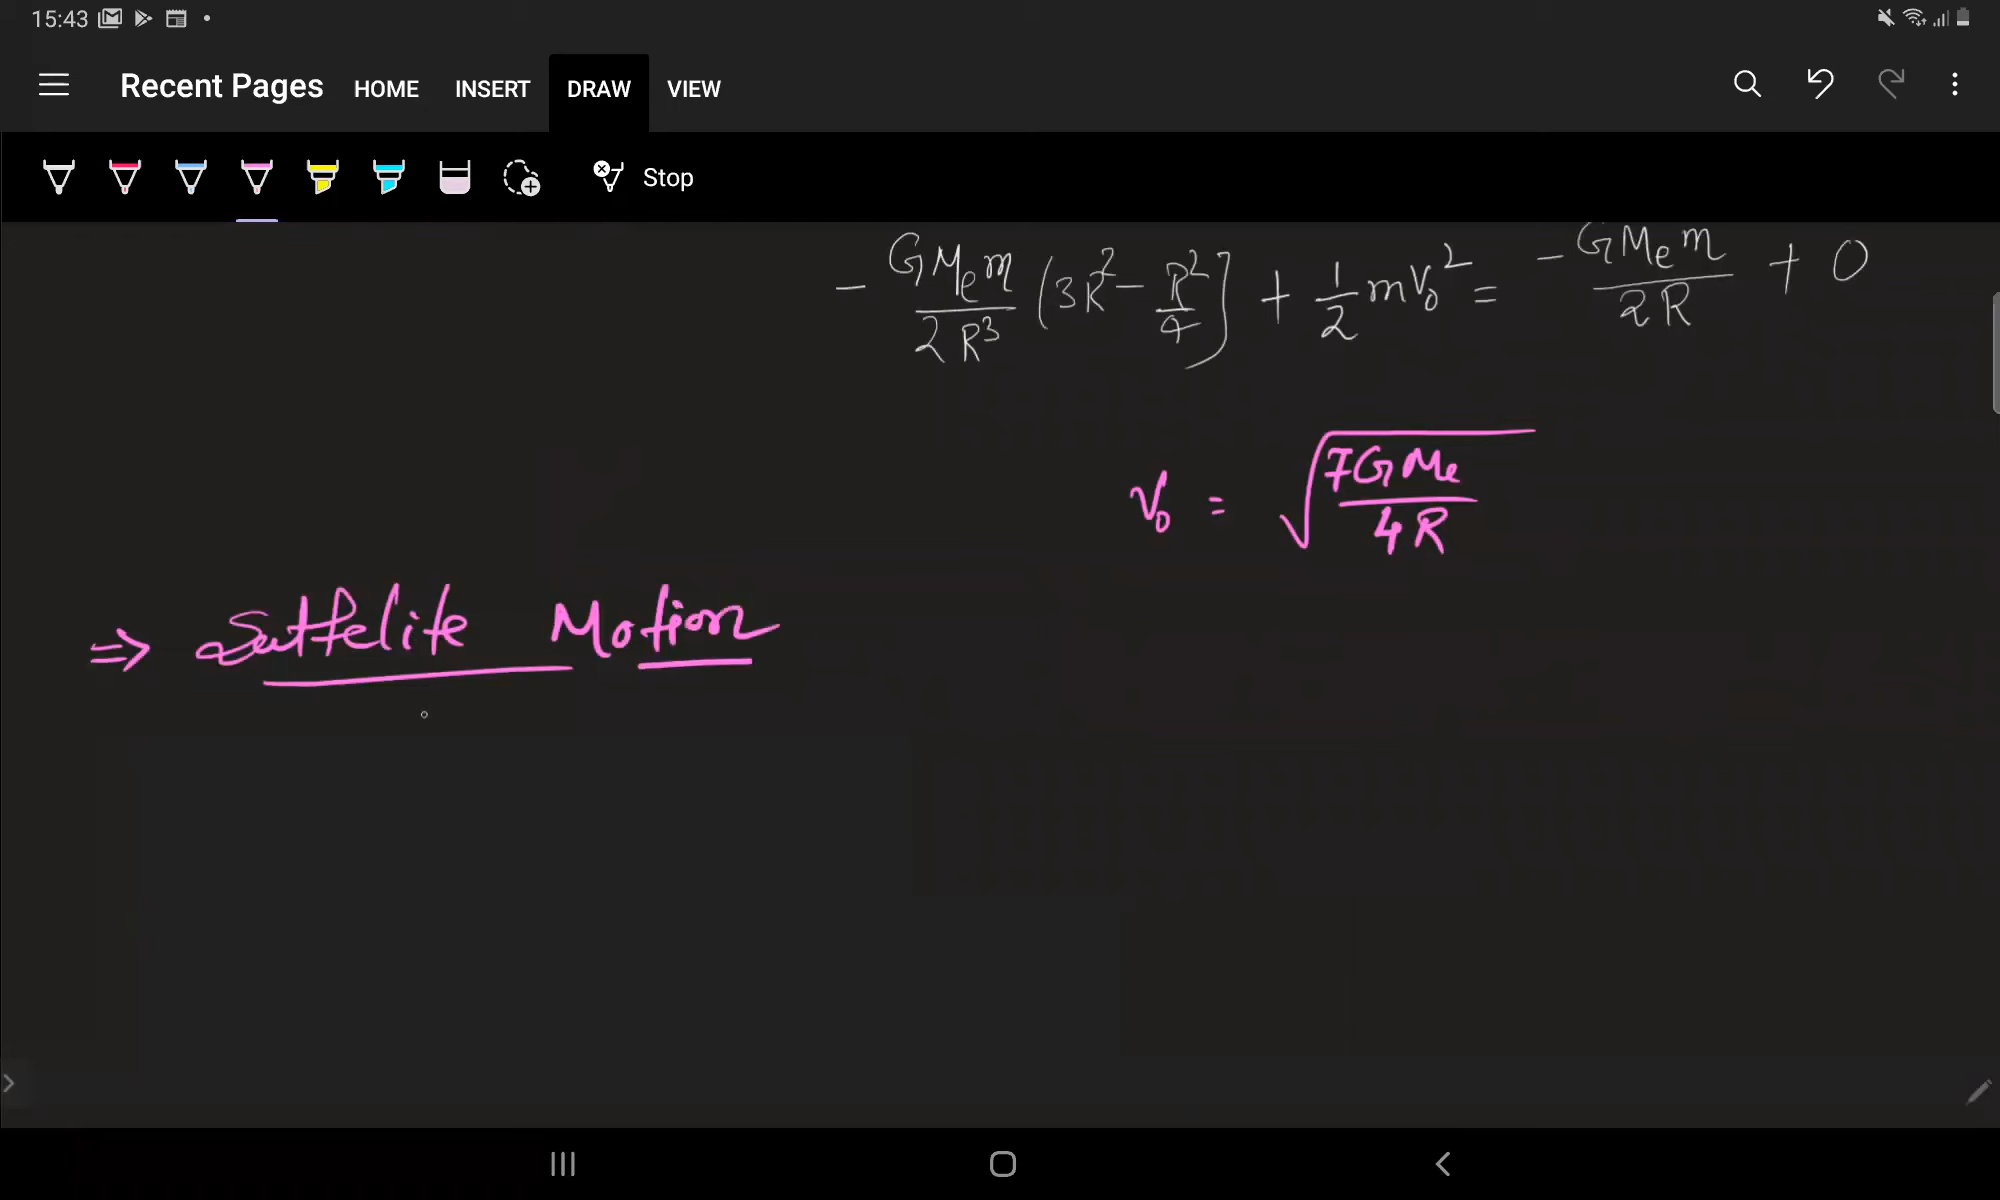 15:43
Recent Pages HOME INSERT DRAW VIEW
Stop
- GMem/2R³ (3R² - R²/4) + 1/2 mV₀² = - GMem/2R + 0
V₀ = √(7GMe/4R)
⇒ Sattelite Motion